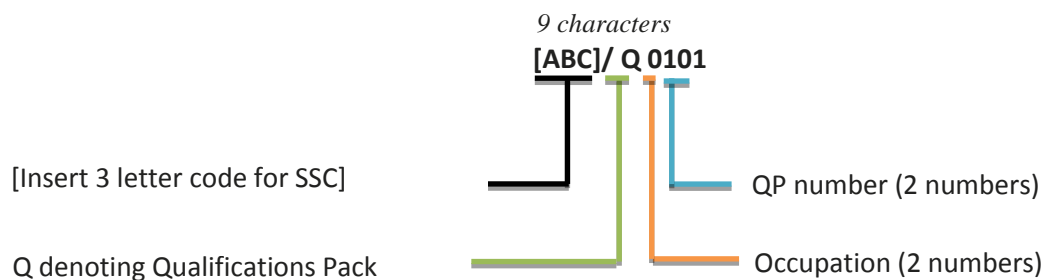 9 characters
[ABC]/ Q 0101
[Insert 3 letter code for SSC]
QP number (2 numbers)
Q denoting Qualifications Pack
Occupation (2 numbers)